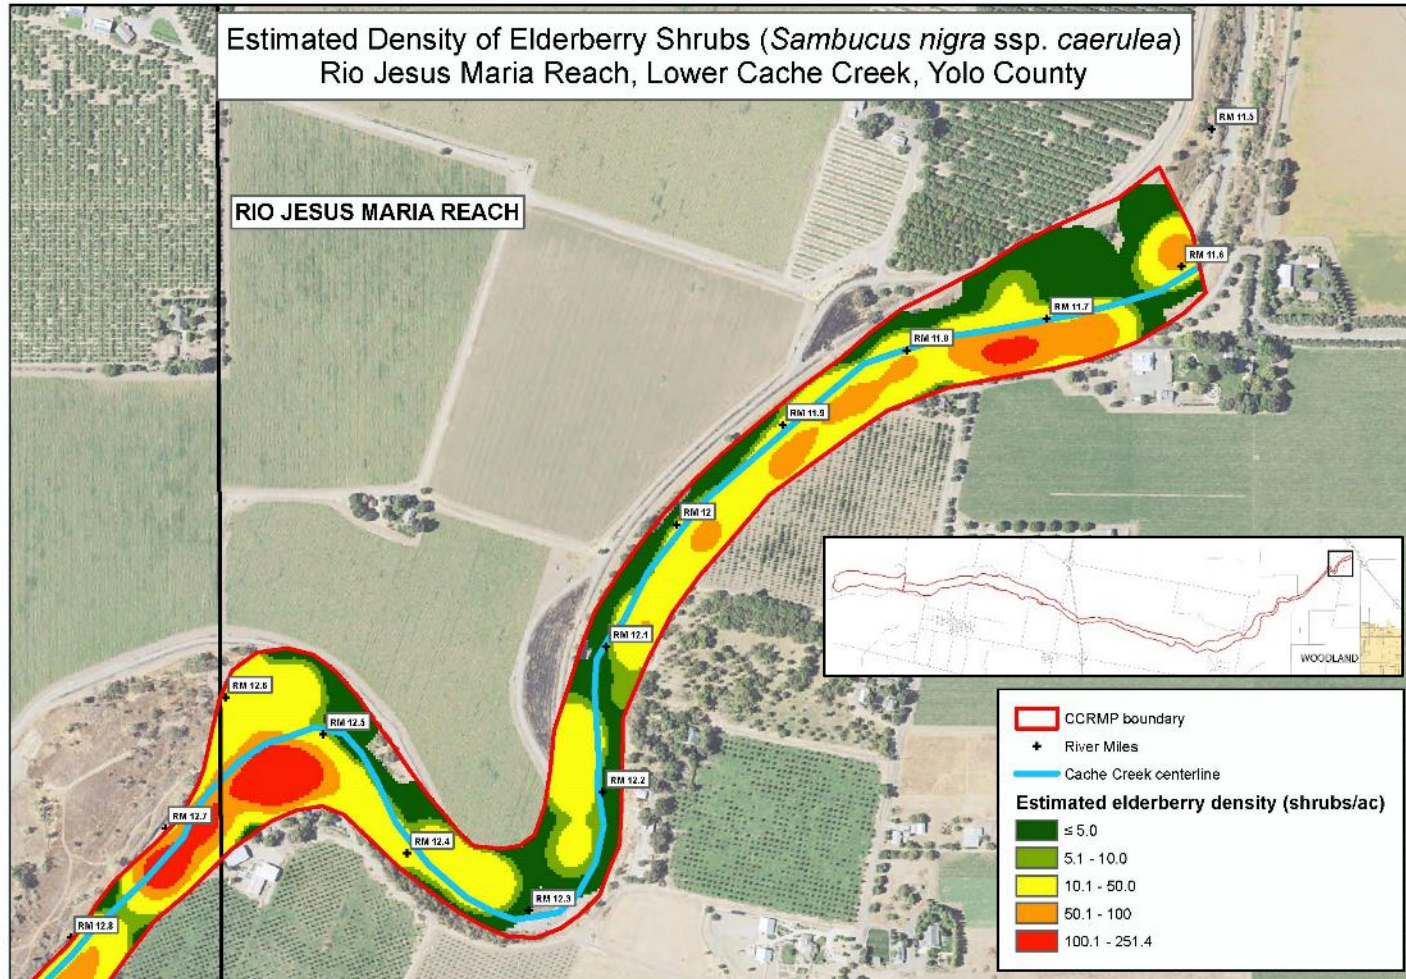 Estimated Density of Elderberry Shrubs (Sambucus nigra ssp. caerulea)
Rio Jesus Maria Reach, Lower Cache Creek, Yolo County
RM 11.5
RIO JESUS MARIA REACH
RM 11.6
RM 11.7
RM 11.8
RM 11.9
RM 12
RM 12.1
RM 12.6
RM 12.5
RM 12.2
RM 12.7
RM 12.4
RM 12.3
RM 12.8
WOODLAND
CCRMP boundary
River Miles
Cache Creek centerline
Estimated elderberry density (shrubs/ac)
≤ 5.0
5.1 - 10.0
10.1 - 50.0
50.1 - 100
100.1 - 251.4